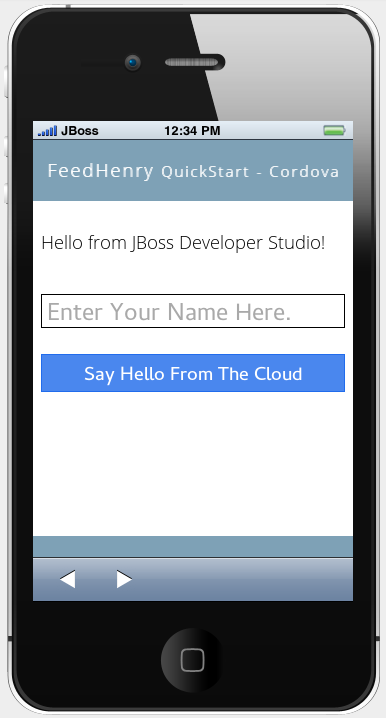 JBoss 12:34 PM
FeedHenry QuickStart - Cordova
Hello from JBoss Developer Studio!
Enter Your Name Here.
Say Hello From The Cloud